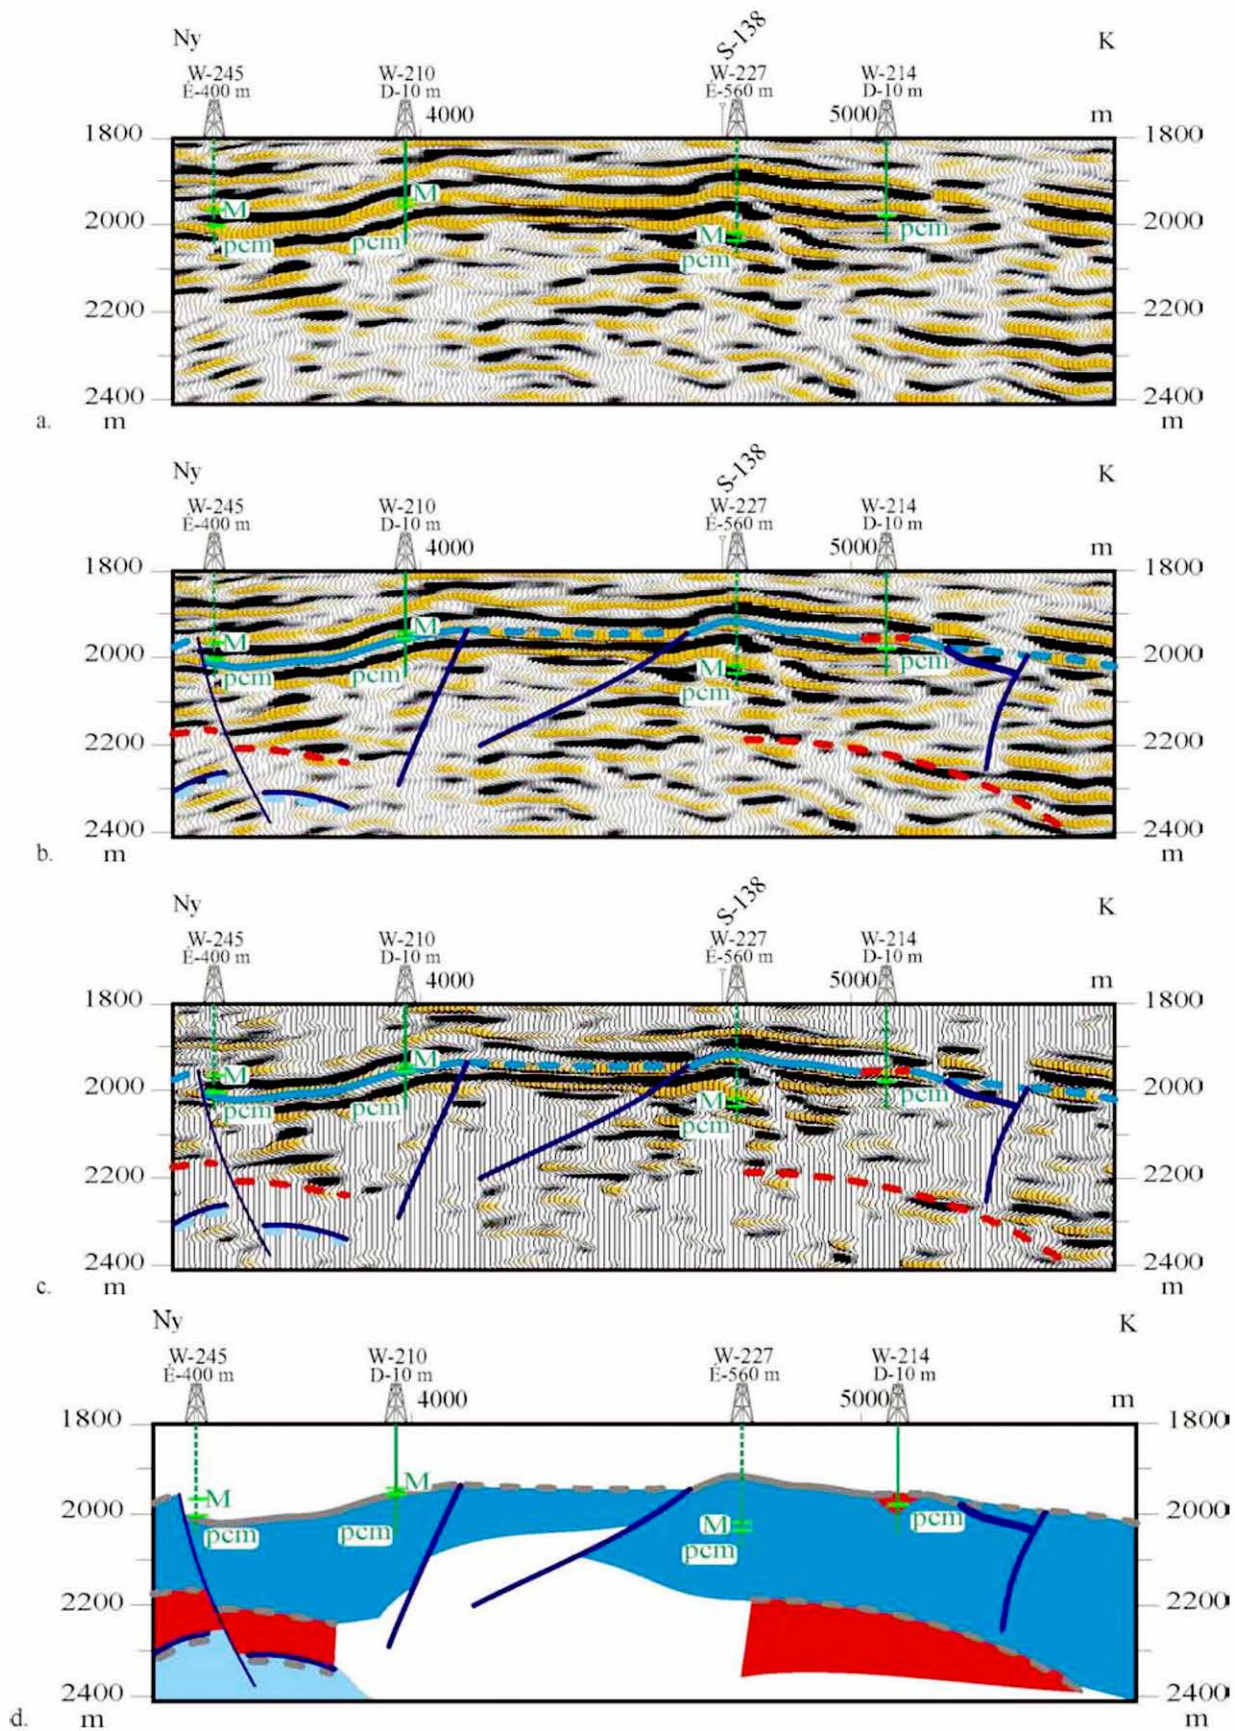 S-138
Ny K
W-245 W-210 W-227 W-214
É-400 m D-10 m É-560 m D-10 m
4000 5000 m
1800 1800
M M
2000 2000
pcm pcm M pcm
pcm
2200 2200
2400 2400
a. m m
S-138
Ny K
W-245 W-210 W-227 W-214
É-400 m D-10 m É-560 m D-10 m
4000 5000 m
1800 1800
M M
2000 2000
pcm pcm M pcm
pcm
2200 2200
2400 2400
b. m m
S-138
Ny K
W-245 W-210 W-227 W-214
É-400 m D-10 m É-560 m D-10 m
4000 5000 m
1800 1800
M M
2000 2000
pcm pcm M pcm
pcm
2200 2200
2400 2400
c. m m
Ny K
W-245 W-210 W-227 W-214
É-400 m D-10 m É-560 m D-10 m
4000 5000 m
1800 1800
M M
2000 2000
pcm pcm M pcm
pcm
2200 2200
2400 2400
d. m m